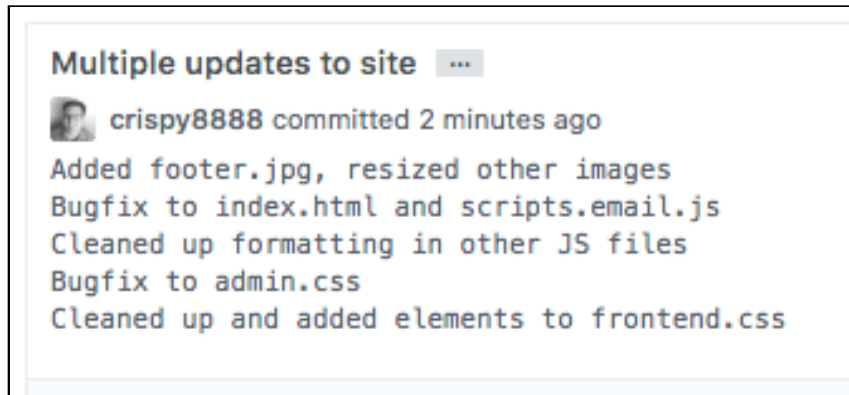 Multiple updates to site ...
crispy8888 committed 2 minutes ago
Added footer.jpg, resized other images
Bugfix to index.html and scripts.email.js
Cleaned up formatting in other JS files
Bugfix to admin.css
Cleaned up and added elements to frontend.css